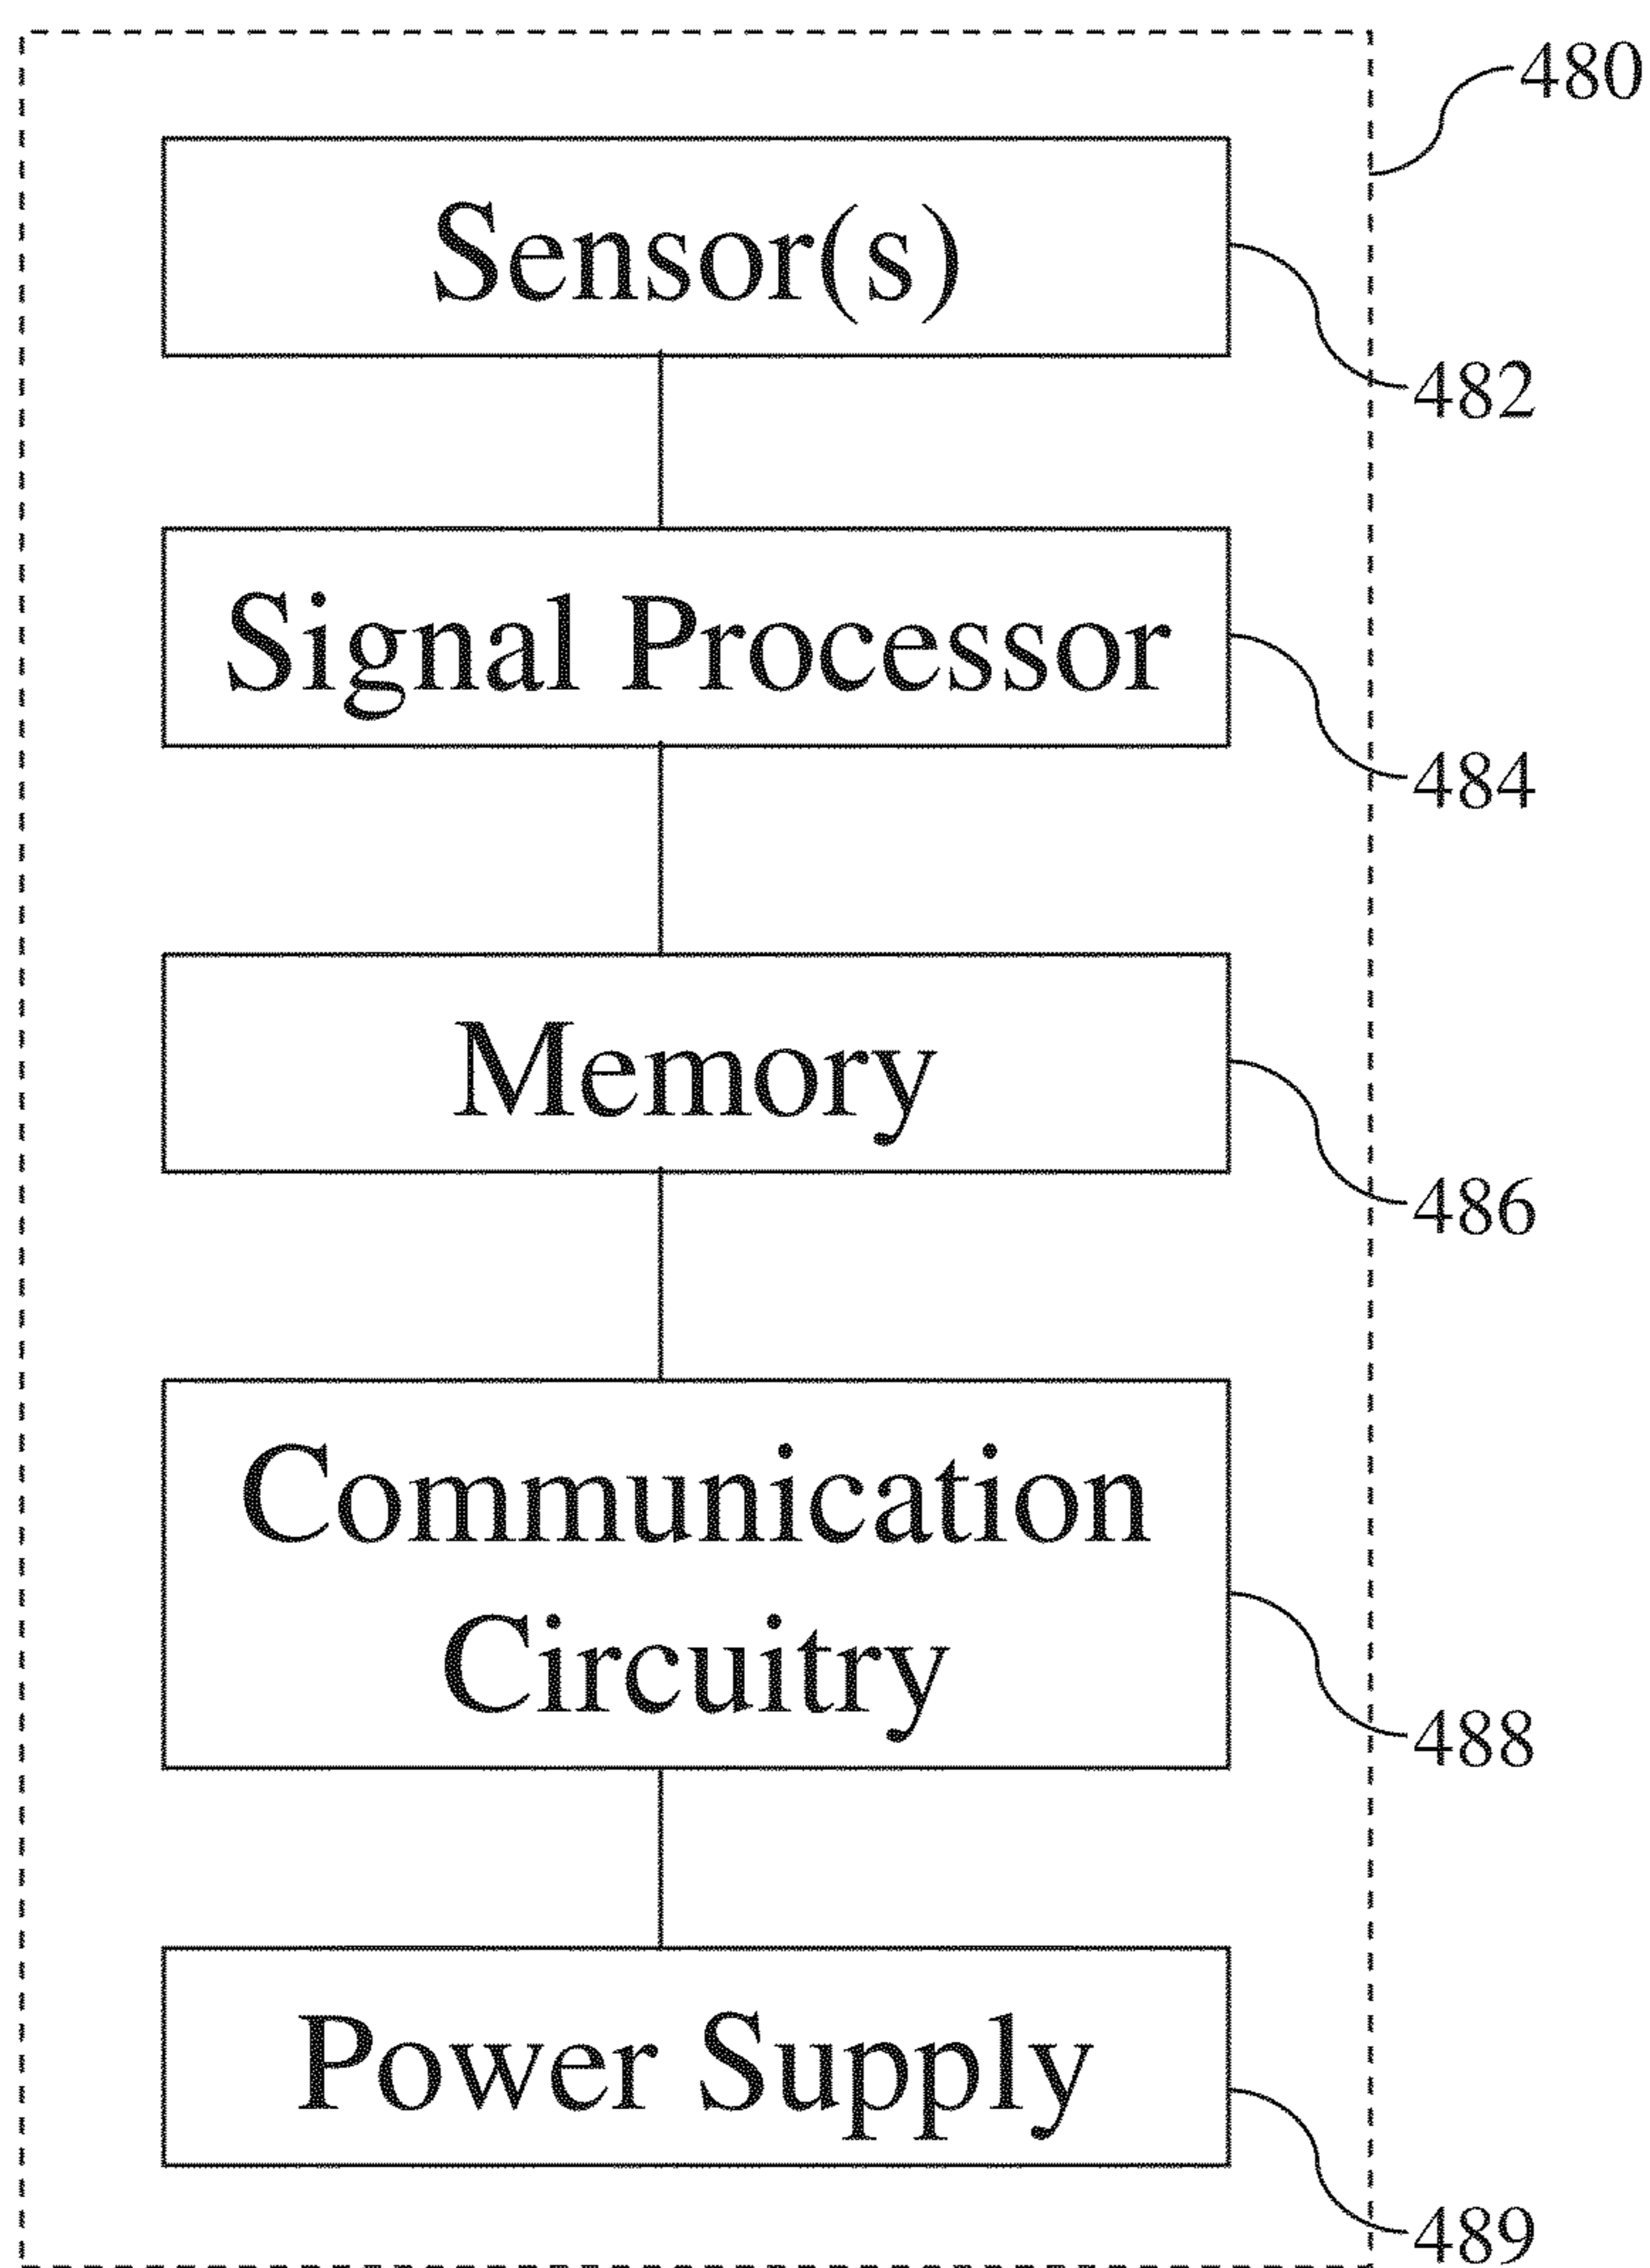 480
Sensor(s)
482
Signal Processor
484
Memory
486
Communication
Circuitry
488
Power Supply
489